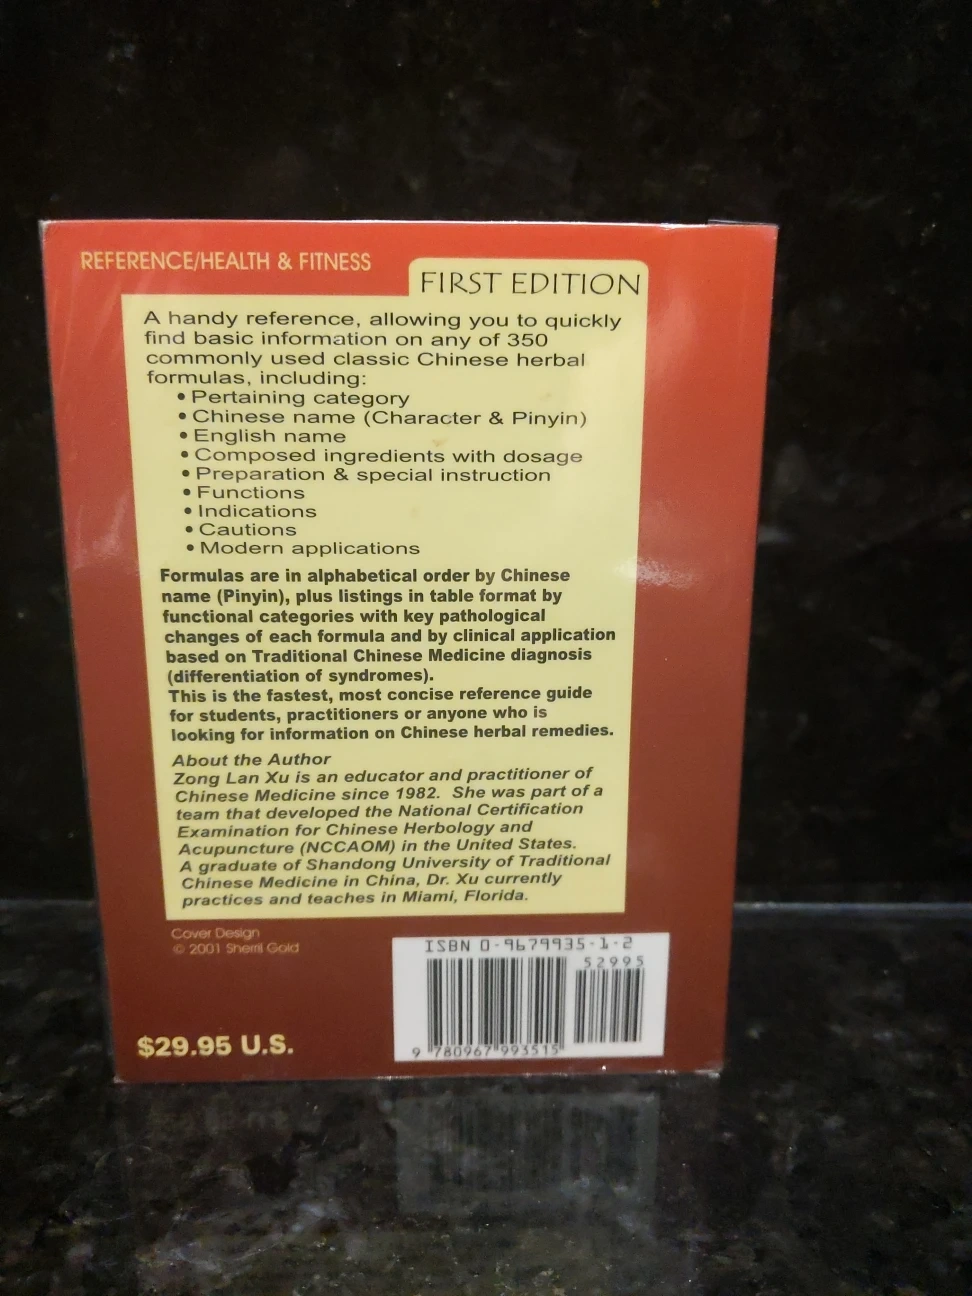 REFERENCE/HEALTH & FITNESS
FIRST EDITION
A handy reference, allowing you to quickly
find basic information on any of 350
commonly used classic Chinese herbal
formulas, including:
• Pertaining category
• Chinese name (Character & Pinyin)
• English name
• Composed ingredients with dosage
• Preparation & special instruction
• Functions
• Indications
• Cautions
• Modern applications
Formulas are in alphabetical order by Chinese
name (Pinyin), plus listings in table format by
functional categories with key pathological
changes of each formula and by clinical application
based on Traditional Chinese Medicine diagnosis
(differentiation of syndromes).
This is the fastest, most concise reference guide
for students, practitioners or anyone who is
looking for information on Chinese herbal remedies.
About the Author
Zong Lan Xu is an educator and practitioner of
Chinese Medicine since 1982. She was part of a
team that developed the National Certification
Examination for Chinese Herbology and
Acupuncture (NCCAOM) in the United States.
A graduate of Shandong University of Traditional
Chinese Medicine in China, Dr. Xu currently
practices and teaches in Miami, Florida.
Cover Design
© 2001 Sherril Gold
$29.95 U.S.
ISBN 0-9679935-1-2
52995
9 780967 993515